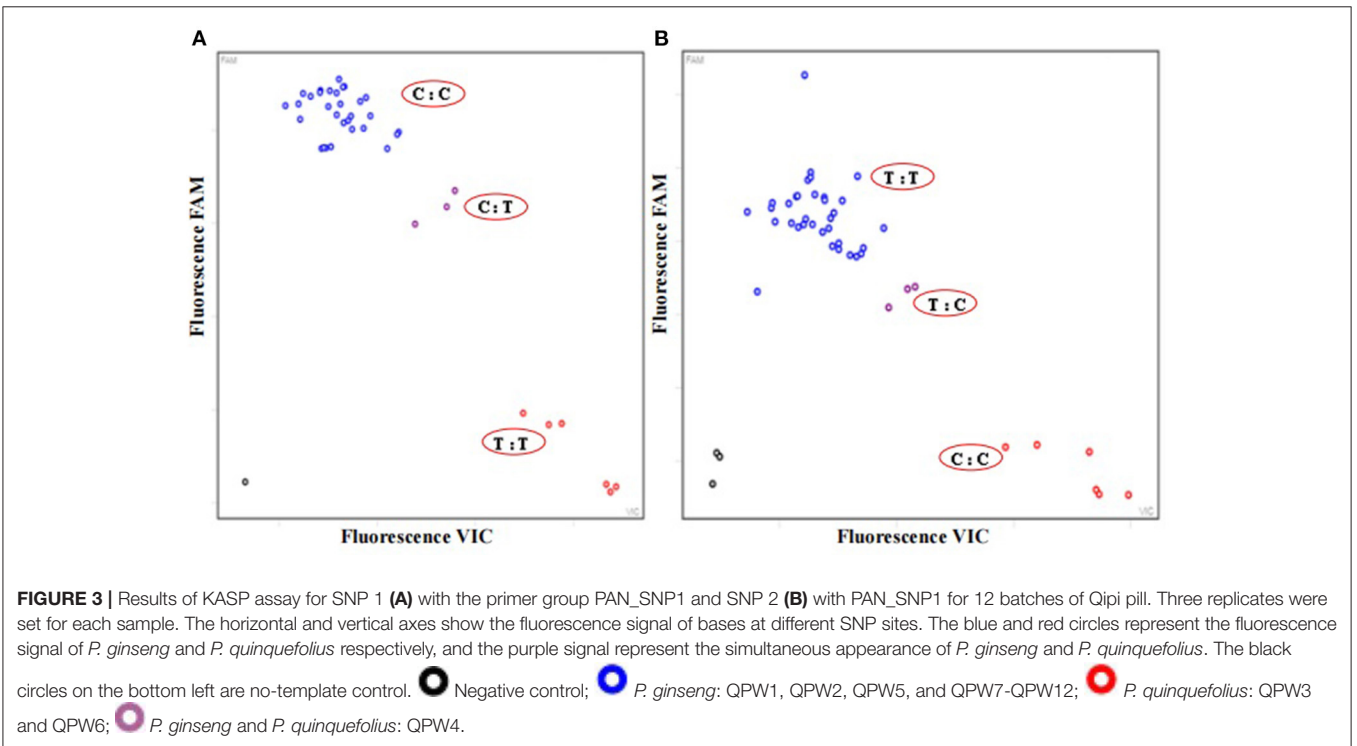 A
B
FAM
FAM
C : C
T : T
C : T
T : C
T : T
C : C
Fluorescence FAM
Fluorescence FAM
VIC
VIC
Fluorescence VIC
Fluorescence VIC
FIGURE 3 | Results of KASP assay for SNP 1 (A) with the primer group PAN_SNP1 and SNP 2 (B) with PAN_SNP1 for 12 batches of Qipi pill. Three replicates were
set for each sample. The horizontal and vertical axes show the fluorescence signal of bases at different SNP sites. The blue and red circles represent the fluorescence
signal of P. ginseng and P. quinquefolius respectively, and the purple signal represent the simultaneous appearance of P. ginseng and P. quinquefolius. The black
circles on the bottom left are no-template control. Negative control; P. ginseng: QPW1, QPW2, QPW5, and QPW7-QPW12; P. quinquefolius: QPW3
and QPW6; P. ginseng and P. quinquefolius: QPW4.